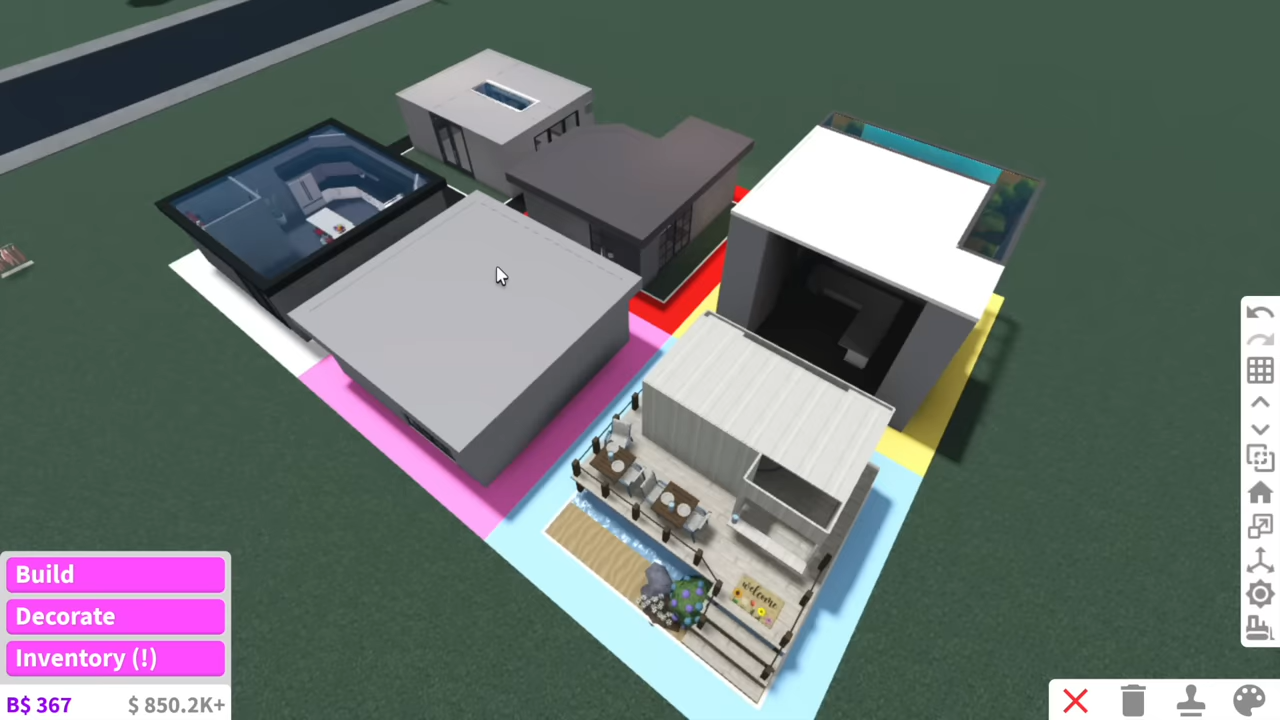 welcome
Build
Decorate
Inventory (!)
B$ 367 $ 850.2K+